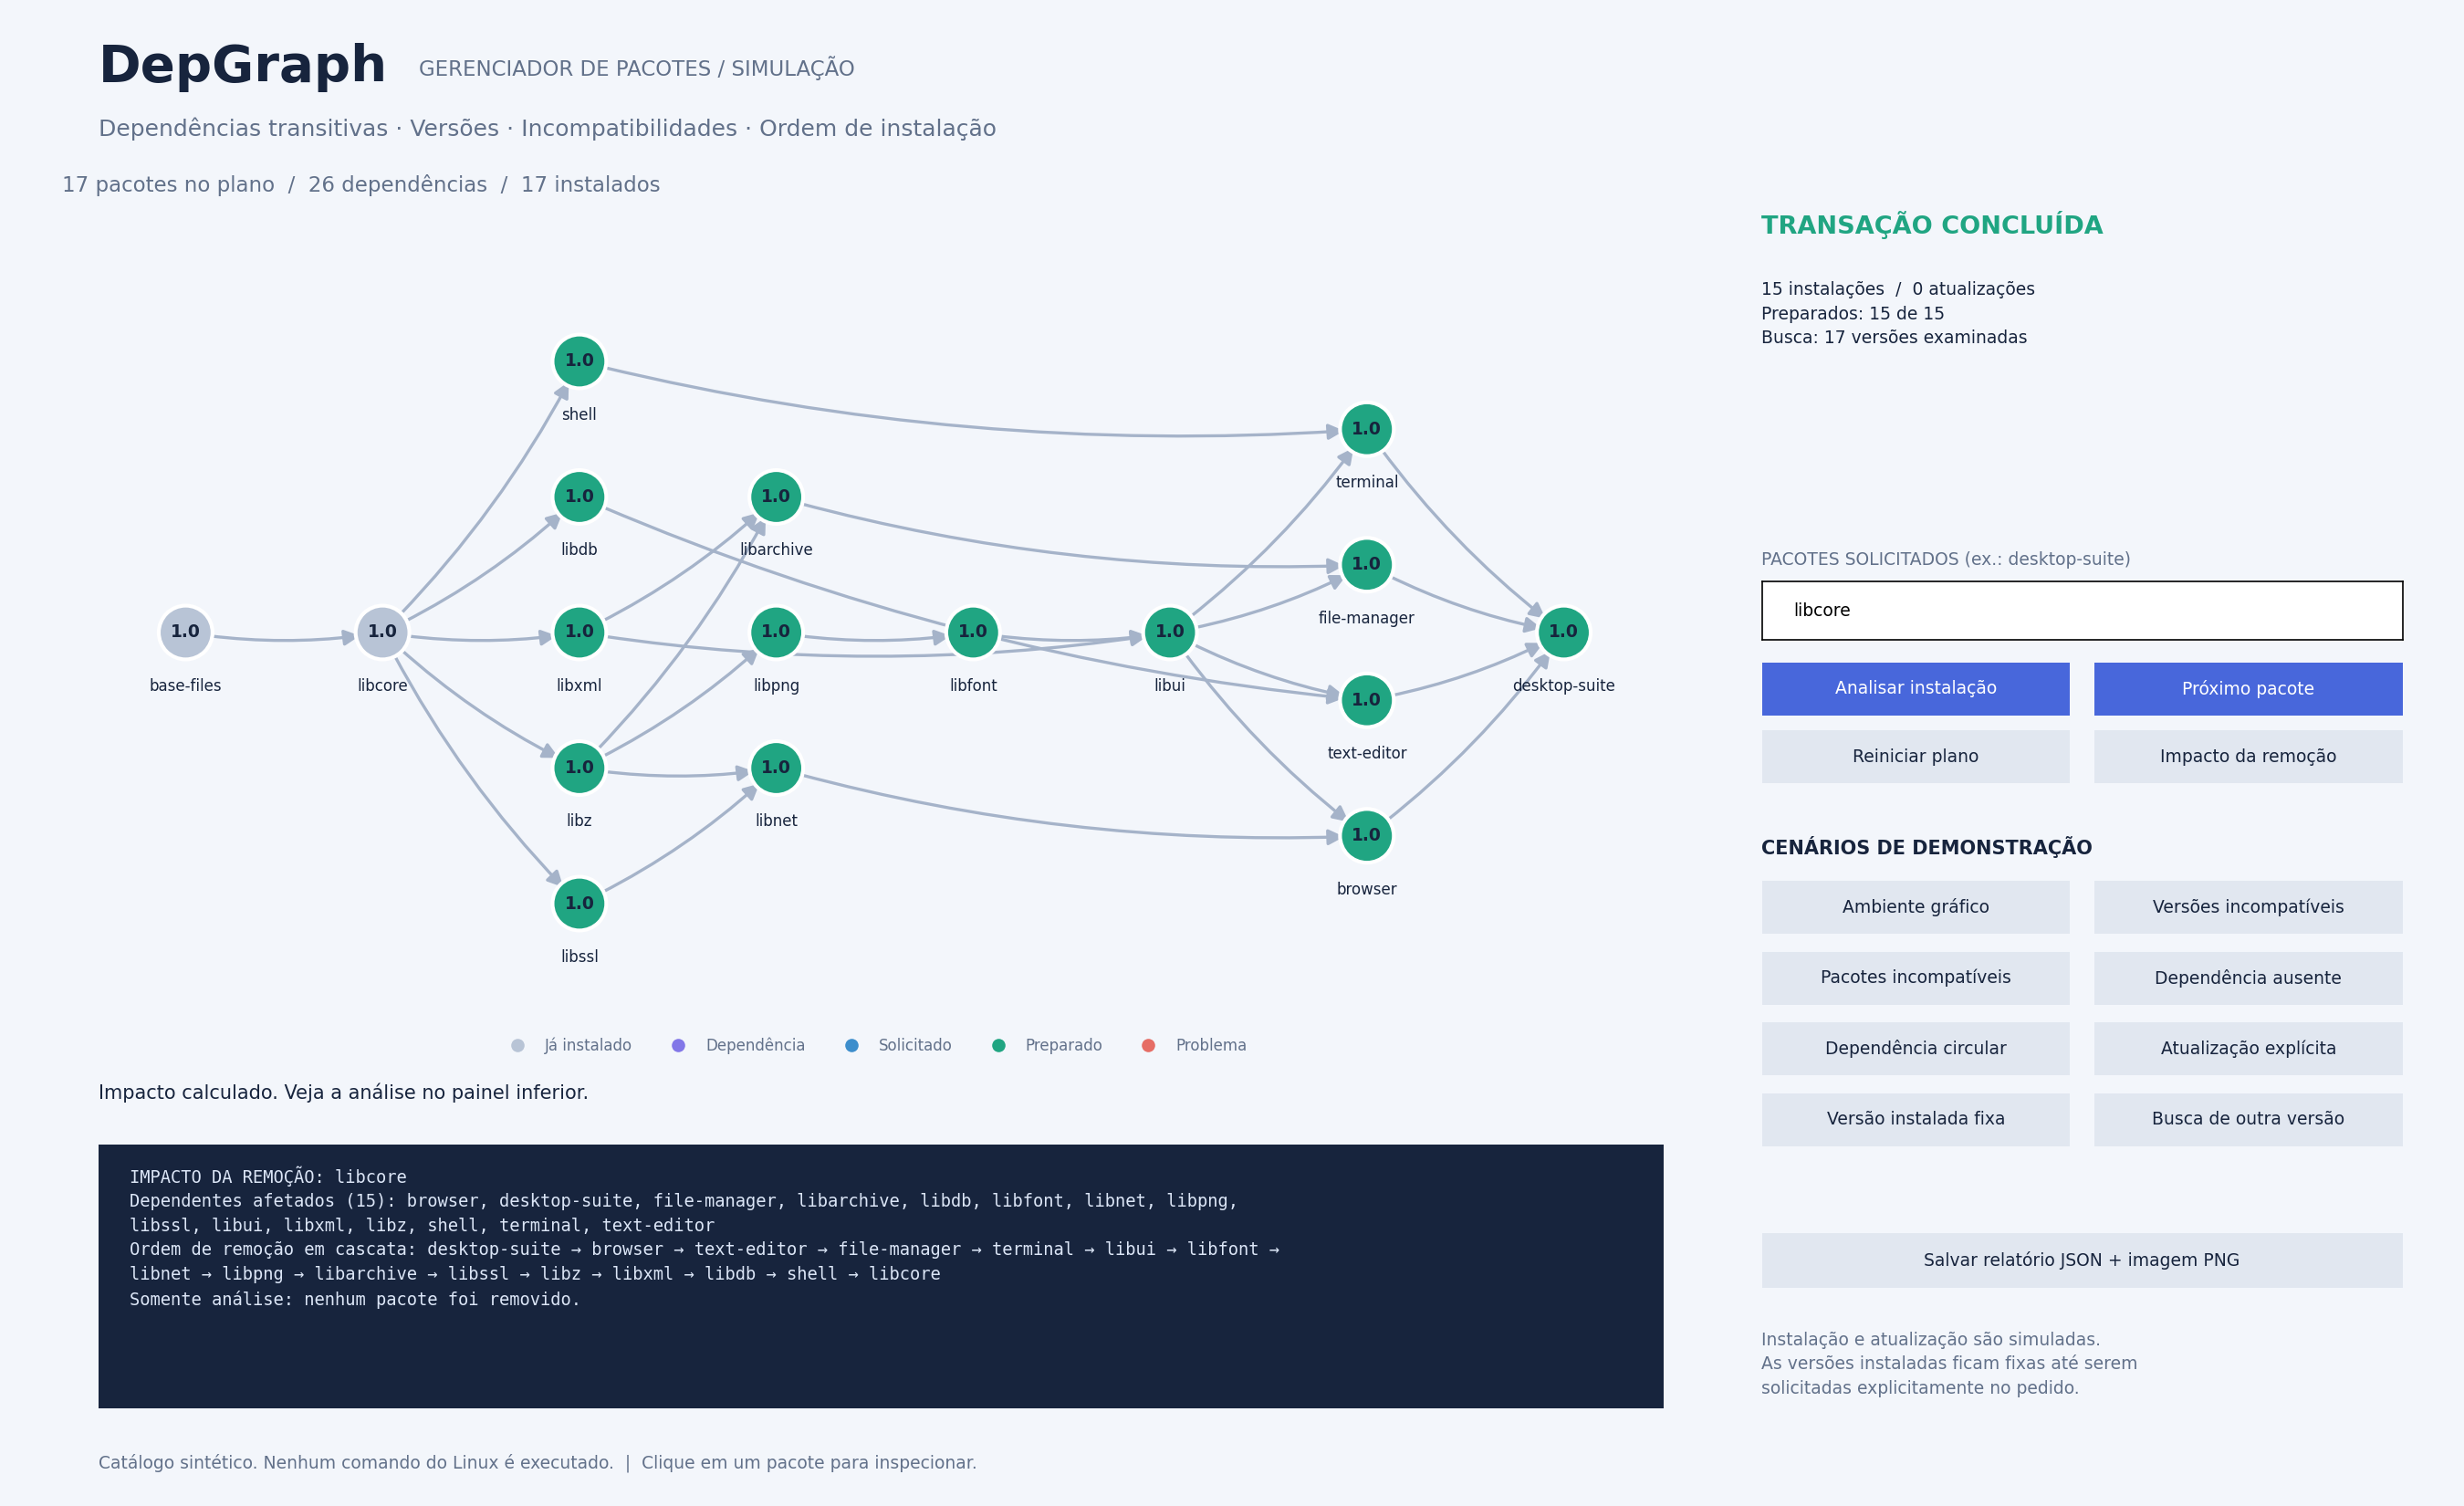 DepGraph GERENCIADOR DE PACOTES / SIMULAÇÃO
Dependências transitivas · Versões · Incompatibilidades · Ordem de instalação
17 pacotes no plano / 26 dependências / 17 instalados
1.0
shell
1.0
terminal
1.0
libdb
1.0
libarchive
1.0
file-manager
1.0
base-files
1.0
libcore
1.0
libxml
1.0
libpng
1.0
libfont
1.0
libui
1.0
desktop-suite
1.0
text-editor
1.0
libz
1.0
libnet
1.0
browser
1.0
libssl
Já instalado
Dependência
Solicitado
Preparado
Problema
Impacto calculado. Veja a análise no painel inferior.
IMPACTO DA REMOÇÃO: libcore
Dependentes afetados (15): browser, desktop-suite, file-manager, libarchive, libdb, libfont, libnet, libpng,
libssl, libui, libxml, libz, shell, terminal, text-editor
Ordem de remoção em cascata: desktop-suite → browser → text-editor → file-manager → terminal → libui → libfont →
libnet → libpng → libarchive → libssl → libz → libxml → libdb → shell → libcore
Somente análise: nenhum pacote foi removido.
Catálogo sintético. Nenhum comando do Linux é executado. | Clique em um pacote para inspecionar.
TRANSAÇÃO CONCLUÍDA
15 instalações / 0 atualizações
Preparados: 15 de 15
Busca: 17 versões examinadas
PACOTES SOLICITADOS (ex.: desktop-suite)
libcore
Analisar instalação
Próximo pacote
Reiniciar plano
Impacto da remoção
CENÁRIOS DE DEMONSTRAÇÃO
Ambiente gráfico
Versões incompatíveis
Pacotes incompatíveis
Dependência ausente
Dependência circular
Atualização explícita
Versão instalada fixa
Busca de outra versão
Salvar relatório JSON + imagem PNG
Instalação e atualização são simuladas.
As versões instaladas ficam fixas até serem
solicitadas explicitamente no pedido.